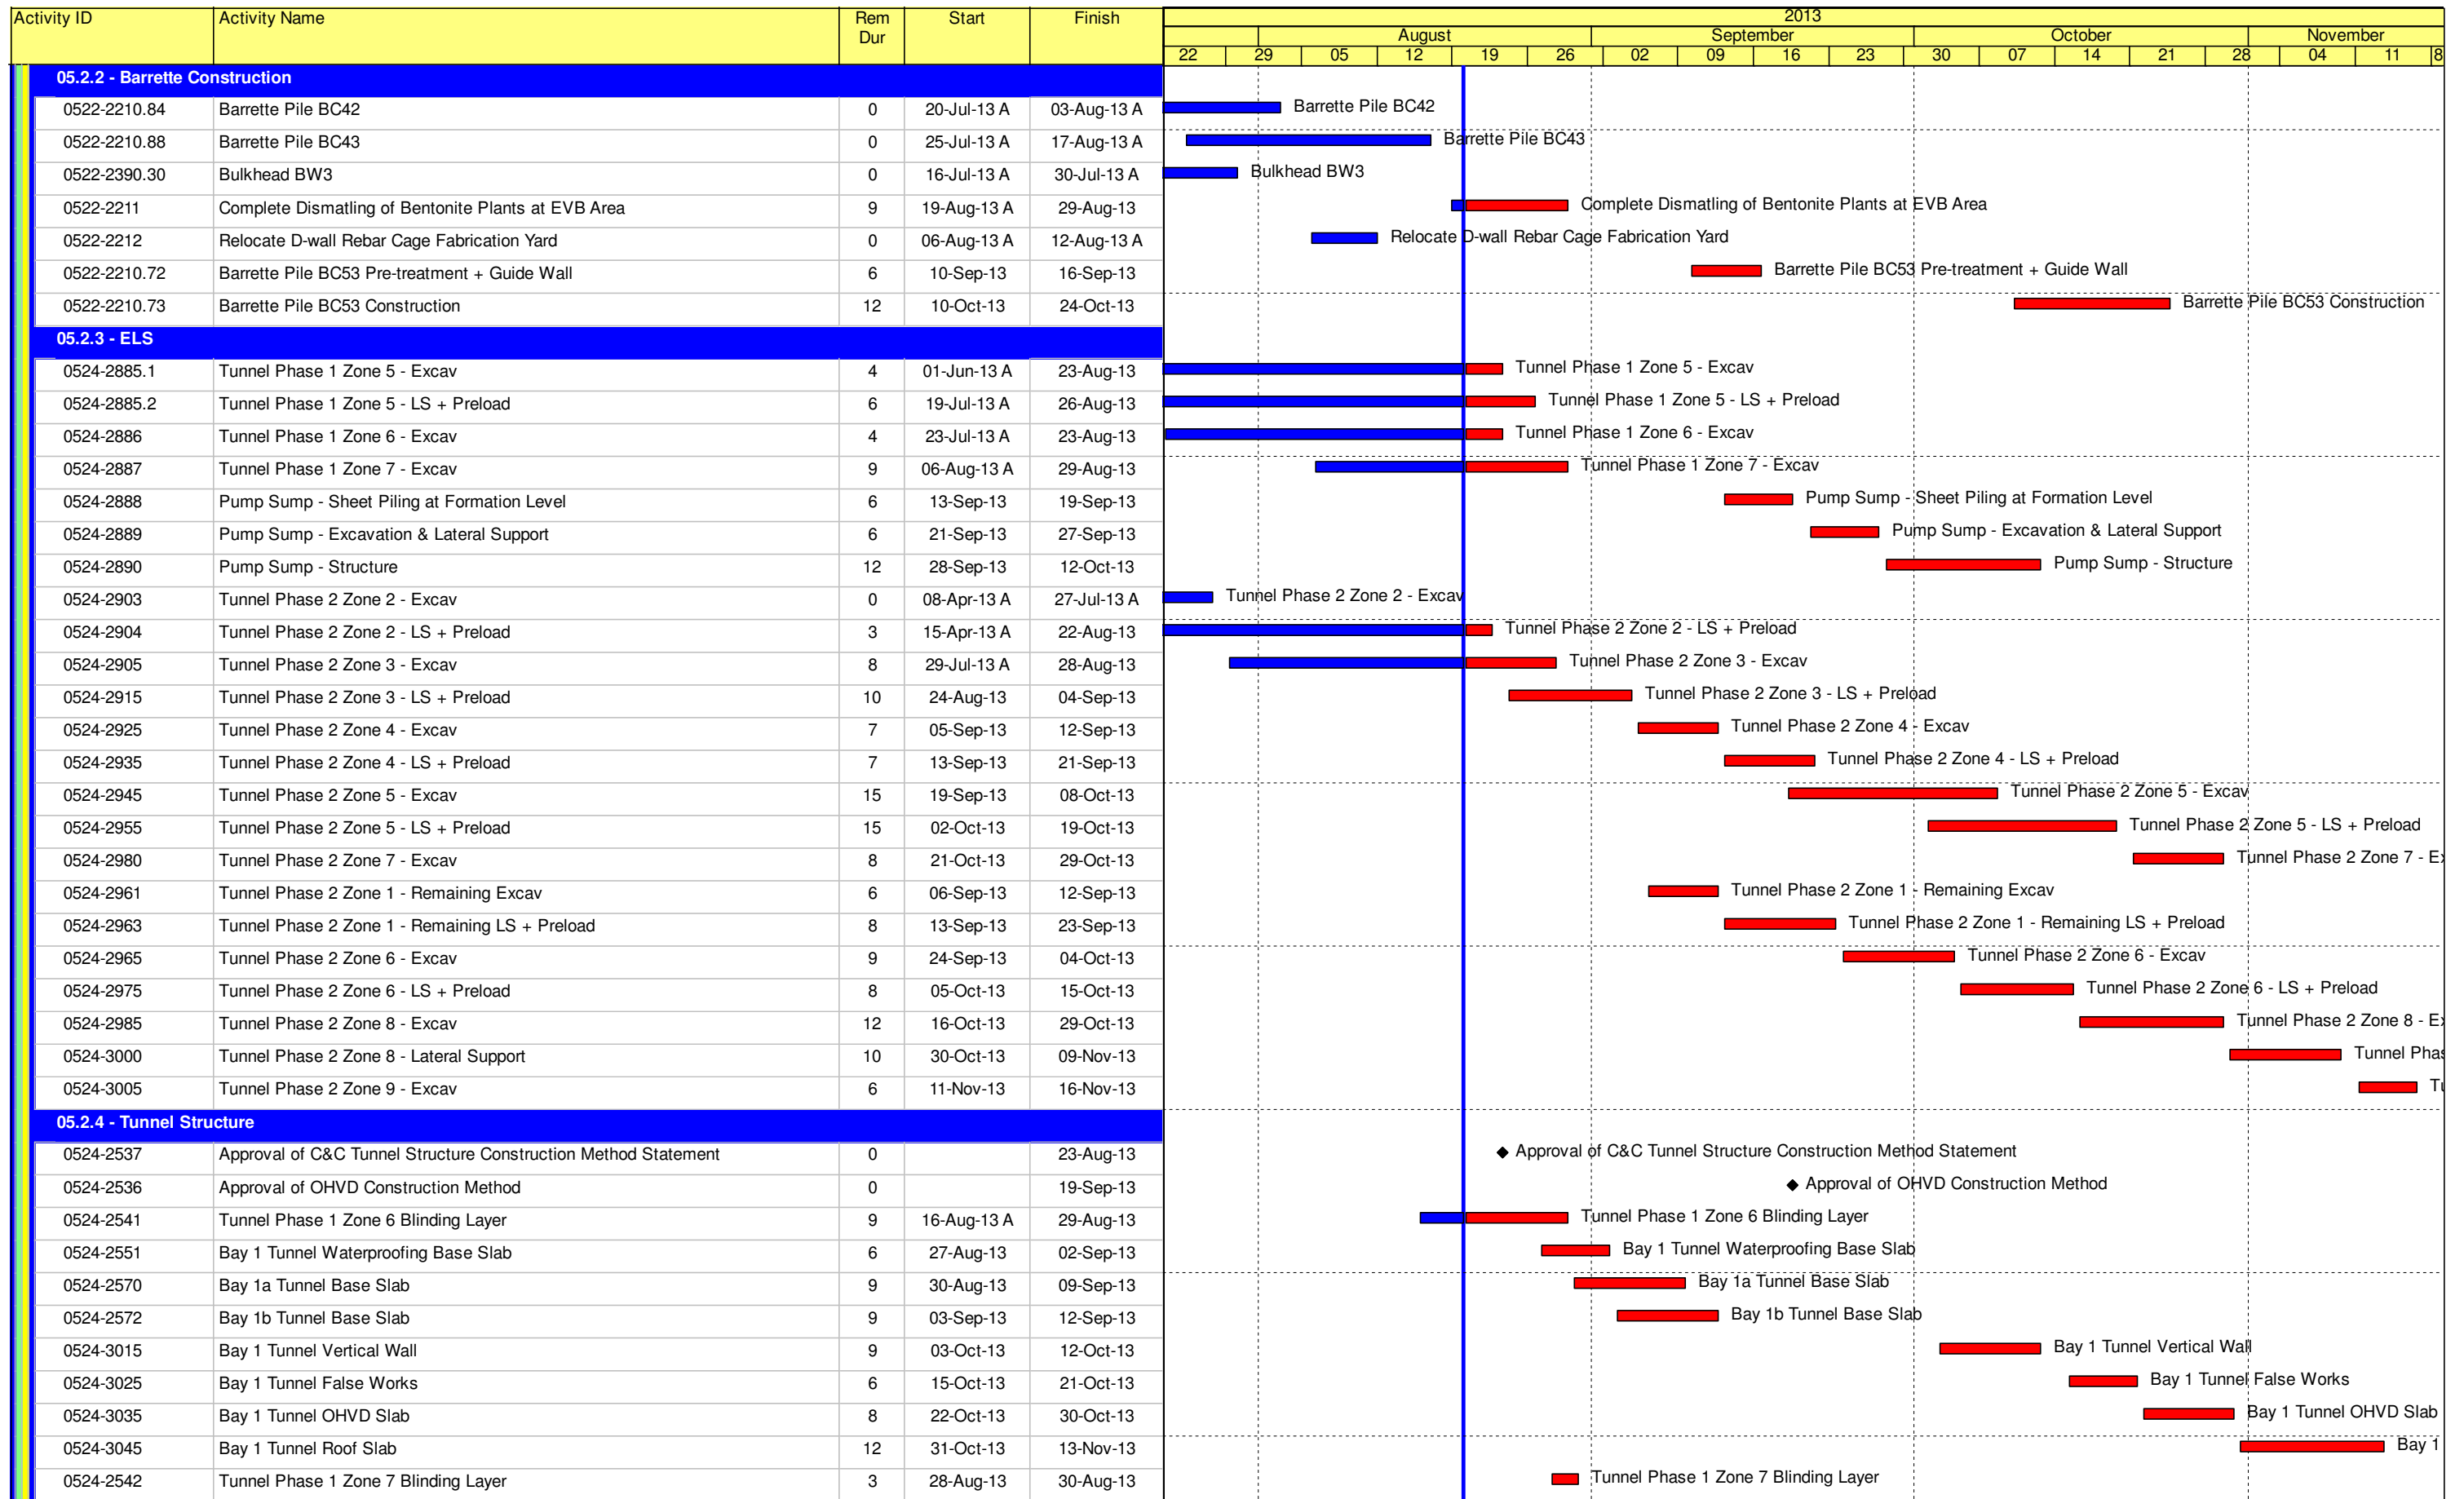 Activity ID Activity Name Rem Dur Start Finish 2013
August September October November
22 29 05 12 19 26 02 09 16 23 30 07 14 21 28 04 11 8
05.2.2 - Barrette Construction
0522-2210.84 Barrette Pile BC42 0 20-Jul-13 A 03-Aug-13 A Barrette Pile BC42
0522-2210.88 Barrette Pile BC43 0 25-Jul-13 A 17-Aug-13 A Barrette Pile BC43
0522-2390.30 Bulkhead BW3 0 16-Jul-13 A 30-Jul-13 A Bulkhead BW3
0522-2211 Complete Dismatling of Bentonite Plants at EVB Area 9 19-Aug-13 A 29-Aug-13 Complete Dismatling of Bentonite Plants at EVB Area
0522-2212 Relocate D-wall Rebar Cage Fabrication Yard 0 06-Aug-13 A 12-Aug-13 A Relocate D-wall Rebar Cage Fabrication Yard
0522-2210.72 Barrette Pile BC53 Pre-treatment + Guide Wall 6 10-Sep-13 16-Sep-13 Barrette Pile BC53 Pre-treatment + Guide Wall
0522-2210.73 Barrette Pile BC53 Construction 12 10-Oct-13 24-Oct-13 Barrette Pile BC53 Construction
05.2.3 - ELS
0524-2885.1 Tunnel Phase 1 Zone 5 - Excav 4 01-Jun-13 A 23-Aug-13 Tunnel Phase 1 Zone 5 - Excav
0524-2885.2 Tunnel Phase 1 Zone 5 - LS + Preload 6 19-Jul-13 A 26-Aug-13 Tunnel Phase 1 Zone 5 - LS + Preload
0524-2886 Tunnel Phase 1 Zone 6 - Excav 4 23-Jul-13 A 23-Aug-13 Tunnel Phase 1 Zone 6 - Excav
0524-2887 Tunnel Phase 1 Zone 7 - Excav 9 06-Aug-13 A 29-Aug-13 Tunnel Phase 1 Zone 7 - Excav
0524-2888 Pump Sump - Sheet Piling at Formation Level 6 13-Sep-13 19-Sep-13 Pump Sump - Sheet Piling at Formation Level
0524-2889 Pump Sump - Excavation & Lateral Support 6 21-Sep-13 27-Sep-13 Pump Sump - Excavation & Lateral Support
0524-2890 Pump Sump - Structure 12 28-Sep-13 12-Oct-13 Pump Sump - Structure
0524-2903 Tunnel Phase 2 Zone 2 - Excav 0 08-Apr-13 A 27-Jul-13 A Tunnel Phase 2 Zone 2 - Excav
0524-2904 Tunnel Phase 2 Zone 2 - LS + Preload 3 15-Apr-13 A 22-Aug-13 Tunnel Phase 2 Zone 2 - LS + Preload
0524-2905 Tunnel Phase 2 Zone 3 - Excav 8 29-Jul-13 A 28-Aug-13 Tunnel Phase 2 Zone 3 - Excav
0524-2915 Tunnel Phase 2 Zone 3 - LS + Preload 10 24-Aug-13 04-Sep-13 Tunnel Phase 2 Zone 3 - LS + Preload
0524-2925 Tunnel Phase 2 Zone 4 - Excav 7 05-Sep-13 12-Sep-13 Tunnel Phase 2 Zone 4 - Excav
0524-2935 Tunnel Phase 2 Zone 4 - LS + Preload 7 13-Sep-13 21-Sep-13 Tunnel Phase 2 Zone 4 - LS + Preload
0524-2945 Tunnel Phase 2 Zone 5 - Excav 15 19-Sep-13 08-Oct-13 Tunnel Phase 2 Zone 5 - Excav
0524-2955 Tunnel Phase 2 Zone 5 - LS + Preload 15 02-Oct-13 19-Oct-13 Tunnel Phase 2 Zone 5 - LS + Preload
0524-2980 Tunnel Phase 2 Zone 7 - Excav 8 21-Oct-13 29-Oct-13 Tunnel Phase 2 Zone 7 - Ex
0524-2961 Tunnel Phase 2 Zone 1 - Remaining Excav 6 06-Sep-13 12-Sep-13 Tunnel Phase 2 Zone 1 - Remaining Excav
0524-2963 Tunnel Phase 2 Zone 1 - Remaining LS + Preload 8 13-Sep-13 23-Sep-13 Tunnel Phase 2 Zone 1 - Remaining LS + Preload
0524-2965 Tunnel Phase 2 Zone 6 - Excav 9 24-Sep-13 04-Oct-13 Tunnel Phase 2 Zone 6 - Excav
0524-2975 Tunnel Phase 2 Zone 6 - LS + Preload 8 05-Oct-13 15-Oct-13 Tunnel Phase 2 Zone 6 - LS + Preload
0524-2985 Tunnel Phase 2 Zone 8 - Excav 12 16-Oct-13 29-Oct-13 Tunnel Phase 2 Zone 8 - Ex
0524-3000 Tunnel Phase 2 Zone 8 - Lateral Support 10 30-Oct-13 09-Nov-13 Tunnel Phas
0524-3005 Tunnel Phase 2 Zone 9 - Excav 6 11-Nov-13 16-Nov-13 Tu
05.2.4 - Tunnel Structure
0524-2537 Approval of C&C Tunnel Structure Construction Method Statement 0 23-Aug-13 Approval of C&C Tunnel Structure Construction Method Statement
0524-2536 Approval of OHVD Construction Method 0 19-Sep-13 Approval of OHVD Construction Method
0524-2541 Tunnel Phase 1 Zone 6 Blinding Layer 9 16-Aug-13 A 29-Aug-13 Tunnel Phase 1 Zone 6 Blinding Layer
0524-2551 Bay 1 Tunnel Waterproofing Base Slab 6 27-Aug-13 02-Sep-13 Bay 1 Tunnel Waterproofing Base Slab
0524-2570 Bay 1a Tunnel Base Slab 9 30-Aug-13 09-Sep-13 Bay 1a Tunnel Base Slab
0524-2572 Bay 1b Tunnel Base Slab 9 03-Sep-13 12-Sep-13 Bay 1b Tunnel Base Slab
0524-3015 Bay 1 Tunnel Vertical Wall 9 03-Oct-13 12-Oct-13 Bay 1 Tunnel Vertical Wall
0524-3025 Bay 1 Tunnel False Works 6 15-Oct-13 21-Oct-13 Bay 1 Tunnel False Works
0524-3035 Bay 1 Tunnel OHVD Slab 8 22-Oct-13 30-Oct-13 Bay 1 Tunnel OHVD Slab
0524-3045 Bay 1 Tunnel Roof Slab 12 31-Oct-13 13-Nov-13 Bay 1
0524-2542 Tunnel Phase 1 Zone 7 Blinding Layer 3 28-Aug-13 30-Aug-13 Tunnel Phase 1 Zone 7 Blinding Layer